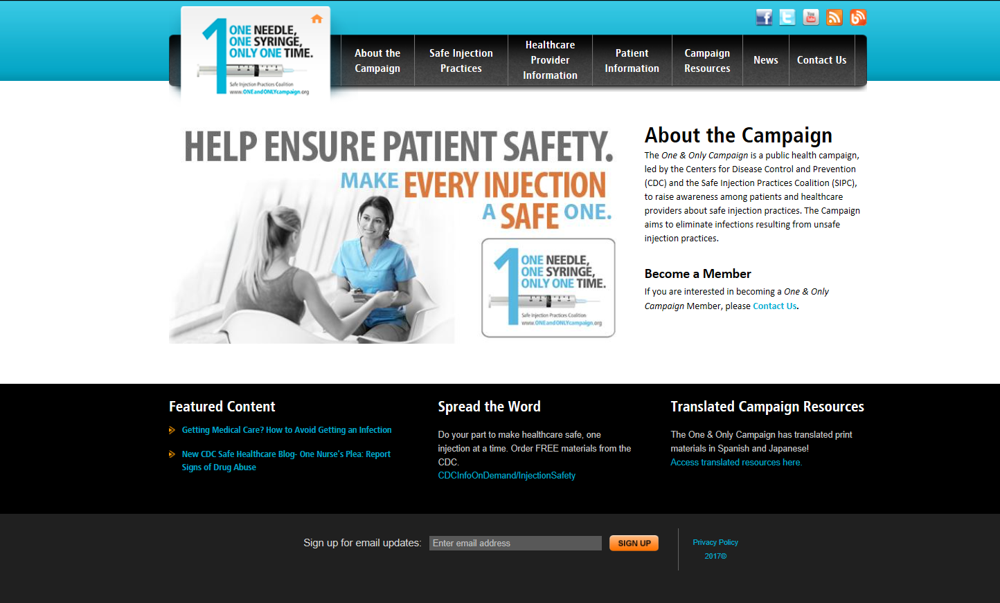 1 ONE NEEDLE,
ONE SYRINGE,
ONLY ONE TIME.
Safe Injection Practices Coalition
www.ONEandONLYcampaign.org
About the
Campaign
Safe Injection
Practices
Healthcare
Provider
Information
Patient
Information
Campaign
Resources
News
Contact Us
HELP ENSURE PATIENT SAFETY.
MAKE EVERY INJECTION
A SAFE ONE.
1 ONE NEEDLE,
ONE SYRINGE,
ONLY ONE TIME.
Safe Injection Practices Coalition
www.ONEandONLYcampaign.org
About the Campaign
The One & Only Campaign is a public health campaign,
led by the Centers for Disease Control and Prevention
(CDC) and the Safe Injection Practices Coalition (SIPC),
to raise awareness among patients and healthcare
providers about safe injection practices. The Campaign
aims to eliminate infections resulting from unsafe
injection practices.
Become a Member
If you are interested in becoming a One & Only
Campaign Member, please Contact Us.
Featured Content
Getting Medical Care? How to Avoid Getting an Infection
New CDC Safe Healthcare Blog- One Nurse's Plea: Report
Signs of Drug Abuse
Spread the Word
Do your part to make healthcare safe, one
injection at a time. Order FREE materials from the
CDC.
CDCInfoOnDemand/InjectionSafety
Translated Campaign Resources
The One & Only Campaign has translated print
materials in Spanish and Japanese!
Access translated resources here.
Sign up for email updates:
Enter email address
SIGN UP
Privacy Policy
2017©